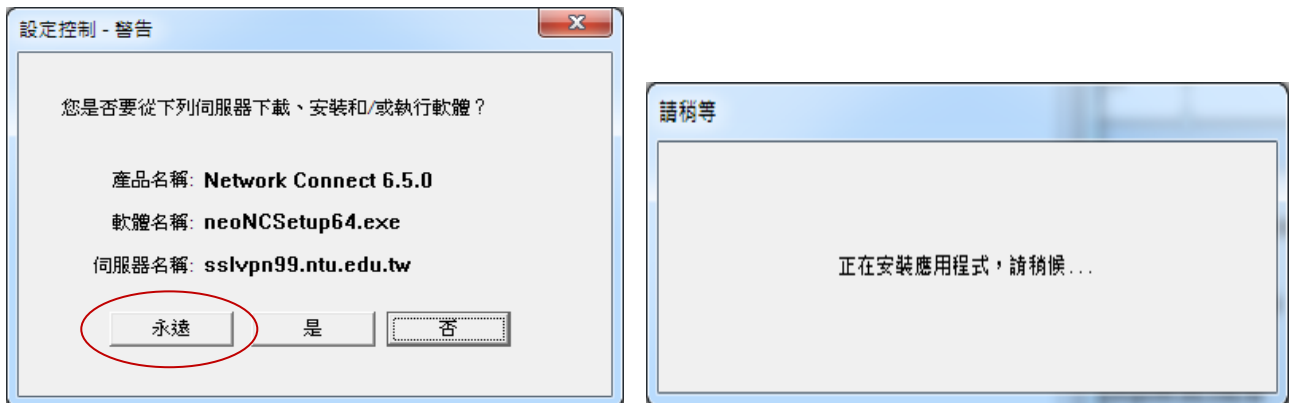 設定控制 - 警告
您是否要從下列伺服器下載、安裝和/或執行軟體？
產品名稱: Network Connect 6.5.0
軟體名稱: neoNCSetup64.exe
伺服器名稱: sslvpn99.ntu.edu.tw
永遠 是 否
請稍等
正在安裝應用程式，請稍候...